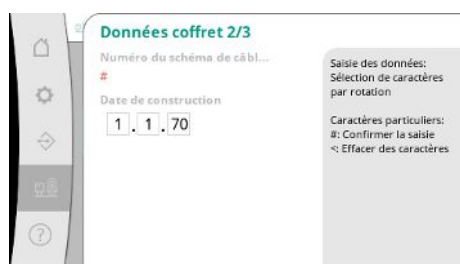 Données coffret 2/3
Numéro du schéma de câbl...
#
Date de construction
1 . 1 . 70
Saisie des données:
Sélection de caractères
par rotation
Caractères particuliers:
#: Confirmer la saisie
<: Effacer des caractères
?